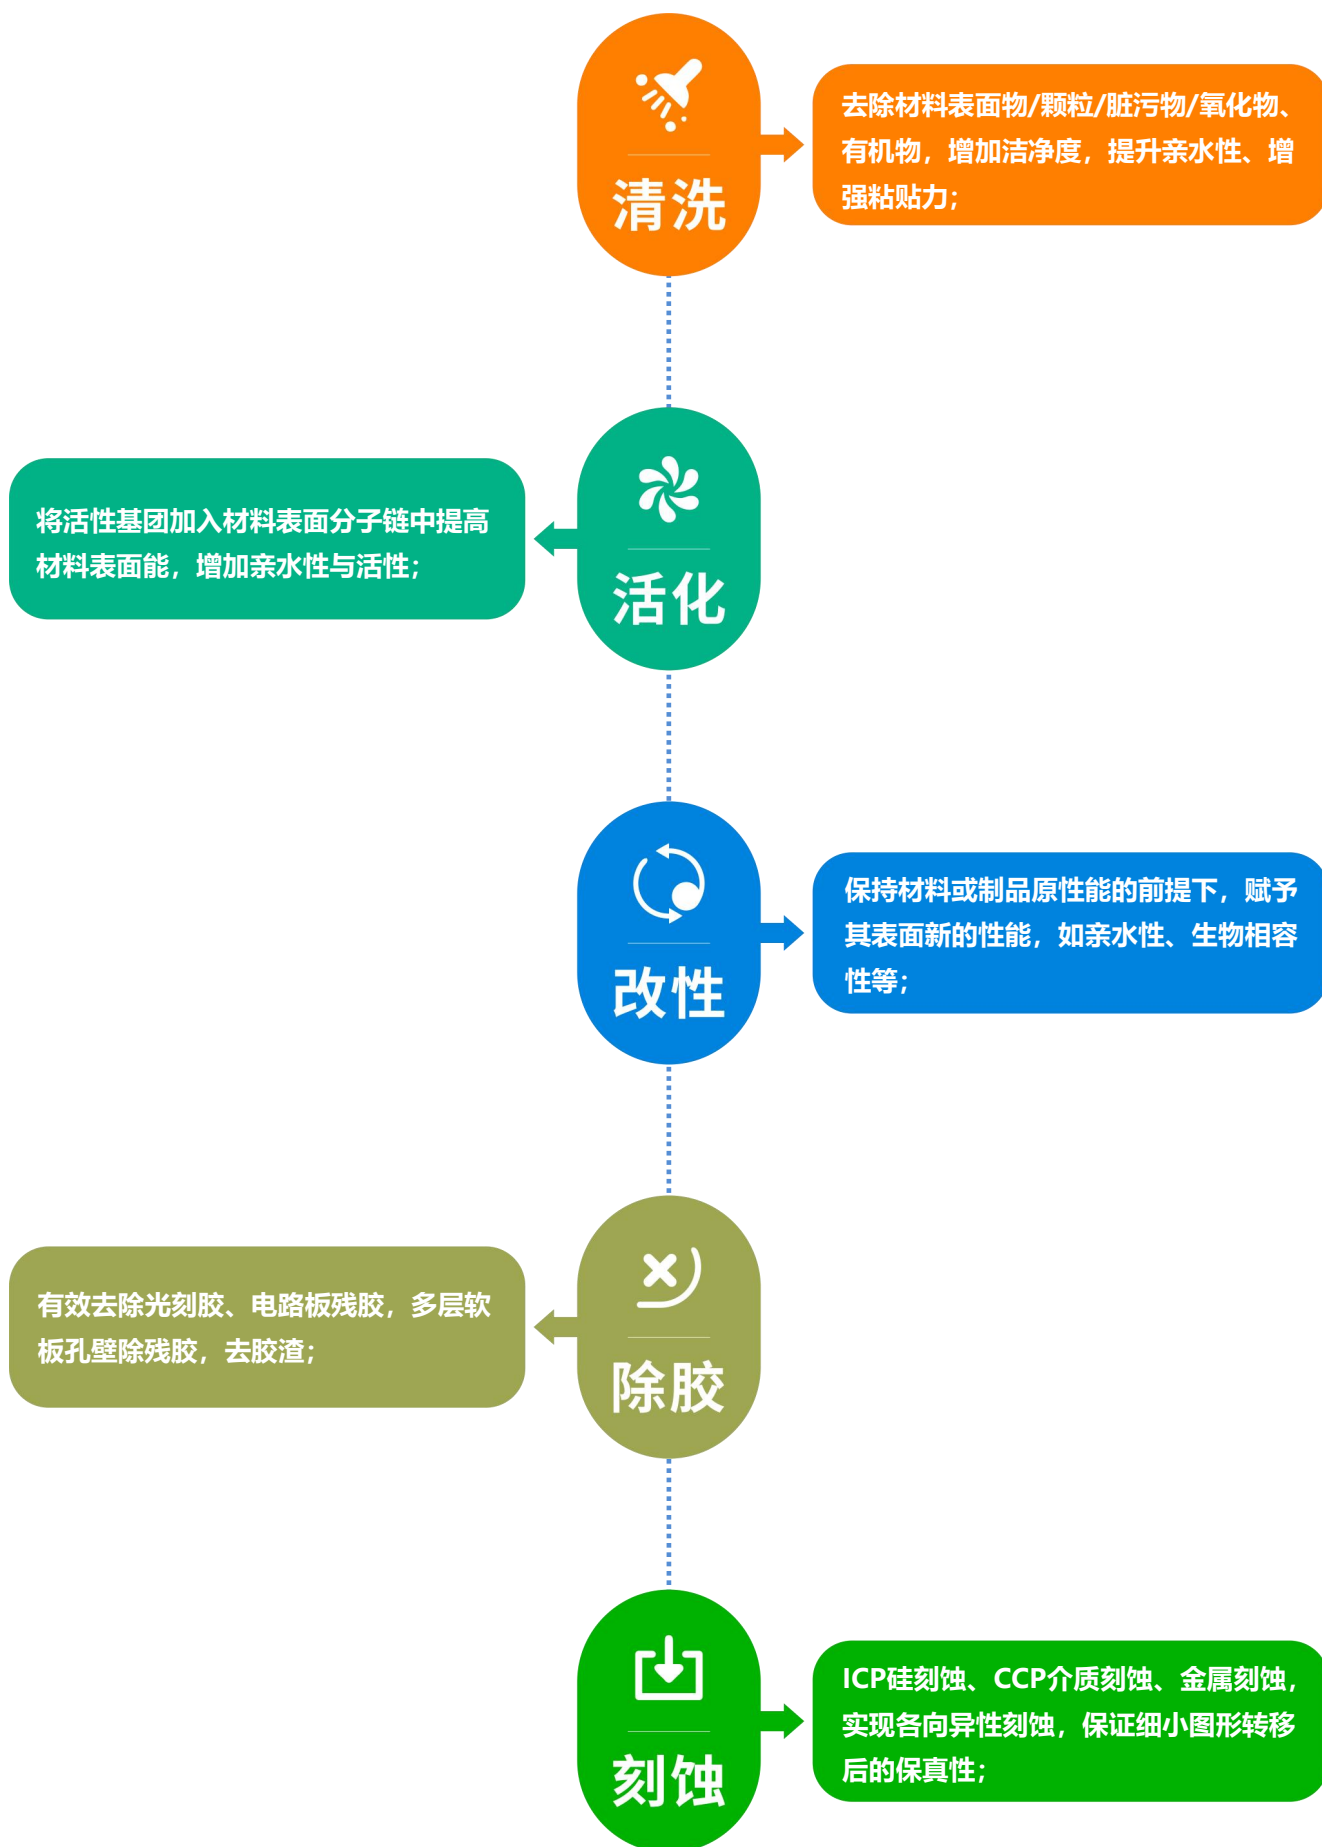 清洗
去除材料表面物/颗粒/脏污物/氧化物、
有机物，增加洁净度，提升亲水性、增
强粘贴力；
活化
将活性基团加入材料表面分子链中提高
材料表面能，增加亲水性与活性；
改性
保持材料或制品原性能的前提下，赋予
其表面新的性能，如亲水性、生物相容
性等；
除胶
有效去除光刻胶、电路板残胶，多层软
板孔壁除残胶，去胶渣；
刻蚀
ICP硅刻蚀、CCP介质刻蚀、金属刻蚀，
实现各向异性刻蚀，保证细小图形转移
后的保真性；